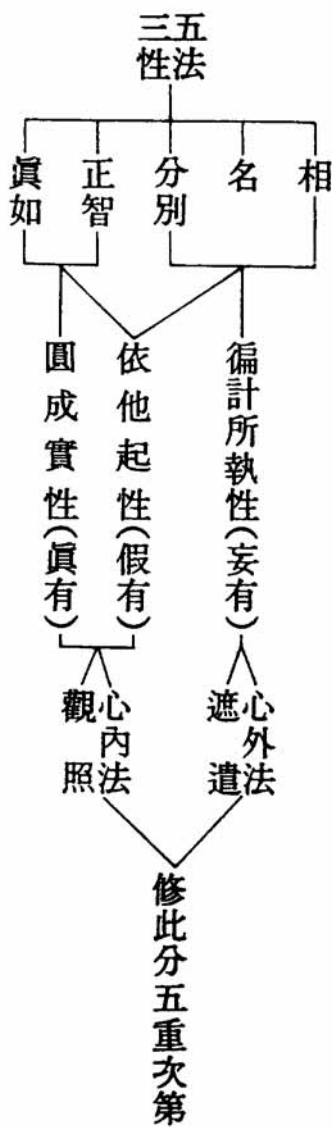 五法
三性
相
名
分別
正智
眞如
徧計所執性(妄有)
依他起性(假有)
圓成實性(眞有)
心外法
遮遣
心內法
觀照
修此分五重次第